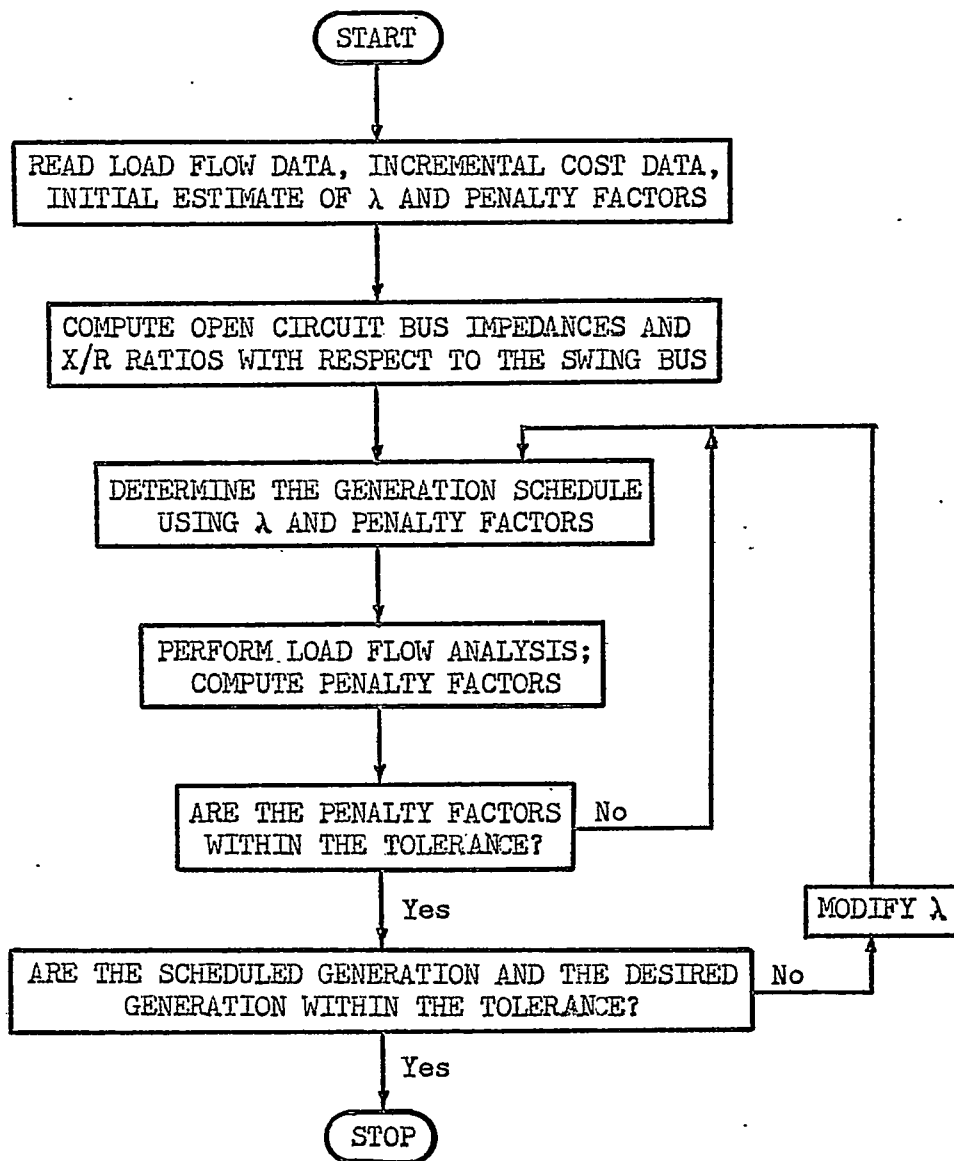 START
READ LOAD FLOW DATA, INCREMENTAL COST DATA,
INITIAL ESTIMATE OF λ AND PENALTY FACTORS
COMPUTE OPEN CIRCUIT BUS IMPEDANCES AND
X/R RATIOS WITH RESPECT TO THE SWING BUS
DETERMINE THE GENERATION SCHEDULE
USING λ AND PENALTY FACTORS
PERFORM LOAD FLOW ANALYSIS;
COMPUTE PENALTY FACTORS
ARE THE PENALTY FACTORS
WITHIN THE TOLERANCE?
No
Yes
MODIFY λ
ARE THE SCHEDULED GENERATION AND THE DESIRED
GENERATION WITHIN THE TOLERANCE?
No
Yes
STOP